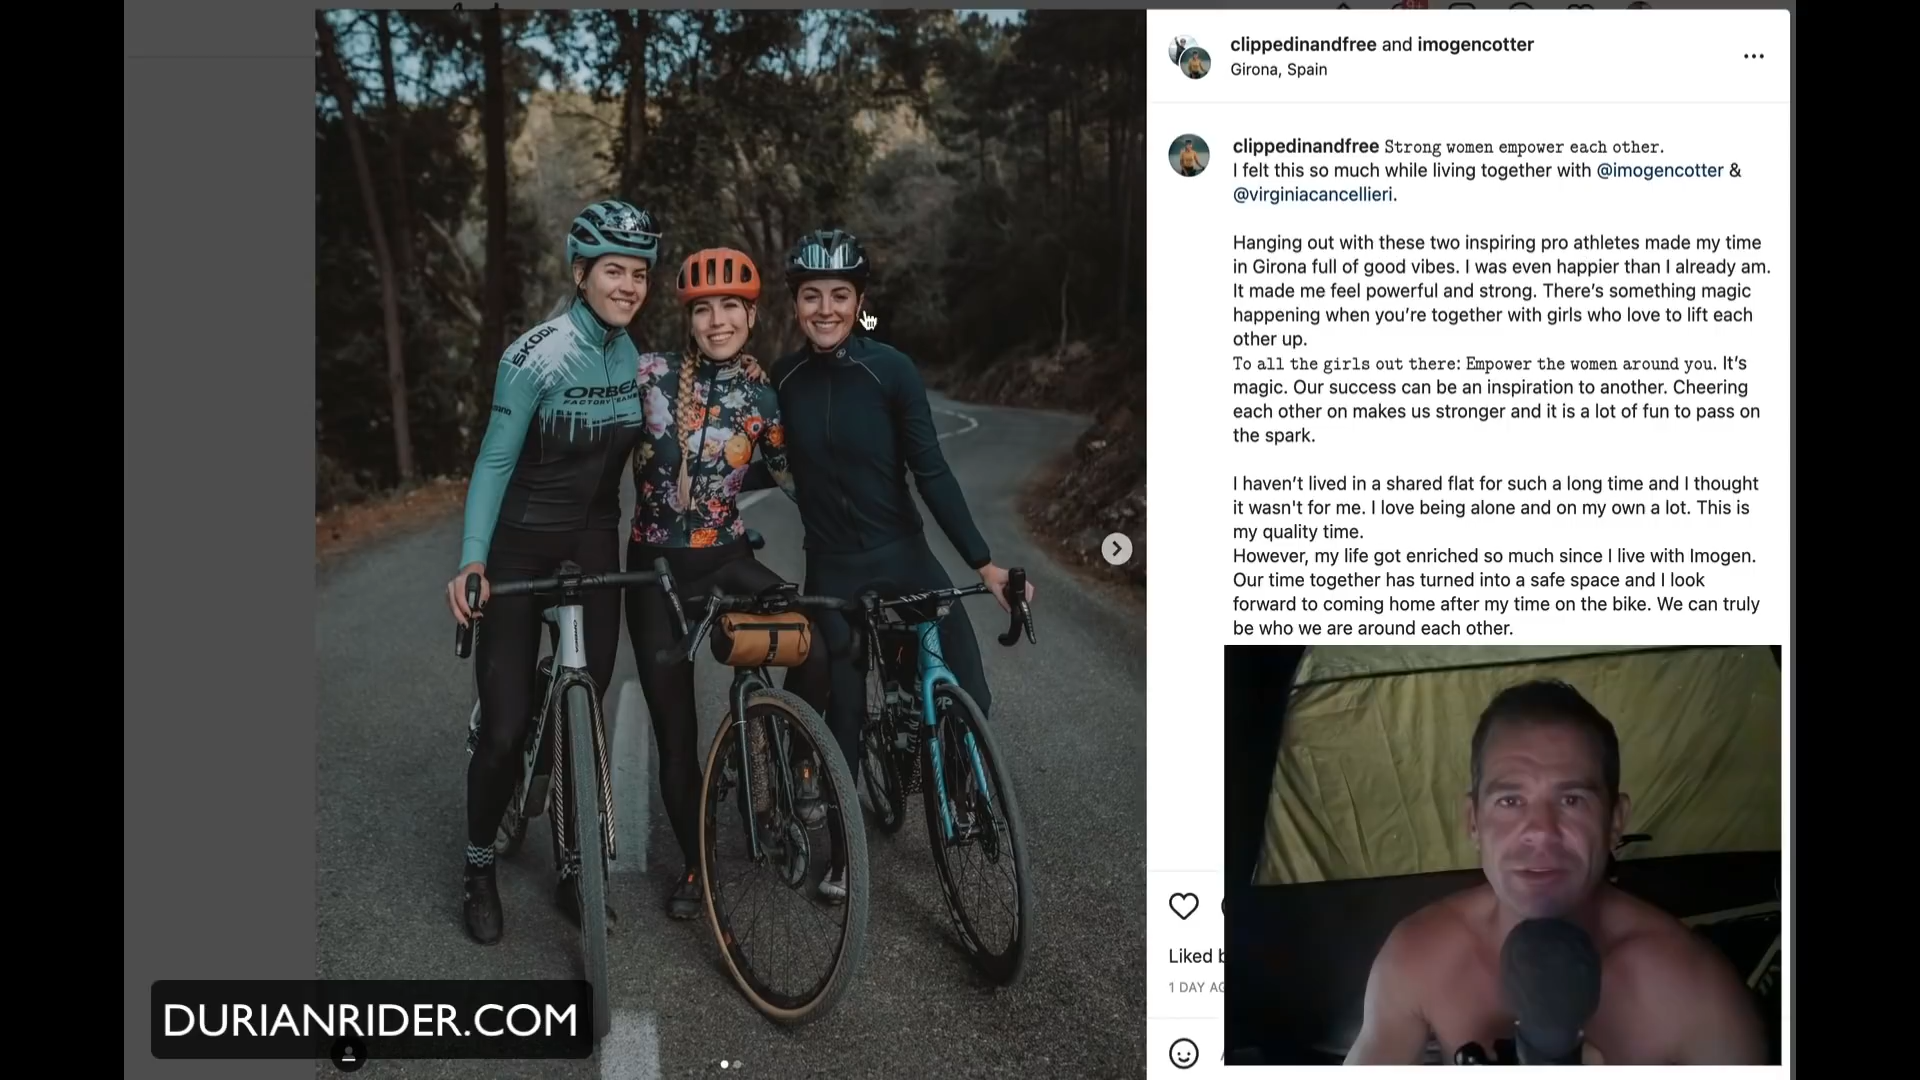 clippedinandfree and imogencotter
Girona, Spain
clippedinandfree Strong women empower each other.
I felt this so much while living together with @imogencotter &
@virginiacancellieri.
Hanging out with these two inspiring pro athletes made my time
in Girona full of good vibes. I was even happier than I already am.
It made me feel powerful and strong. There’s something magic
happening when you’re together with girls who love to lift each
other up.
To all the girls out there: Empower the women around you. It’s
magic. Our success can be an inspiration to another. Cheering
each other on makes us stronger and it is a lot of fun to pass on
the spark.
I haven’t lived in a shared flat for such a long time and I thought
it wasn't for me. I love being alone and on my own a lot. This is
my quality time.
However, my life got enriched so much since I live with Imogen.
Our time together has turned into a safe space and I look
forward to coming home after my time on the bike. We can truly
be who we are around each other.
Liked
1 DAY
ŠKODA
ORBEA
FACTORY TEAM
DURIANRIDER.COM